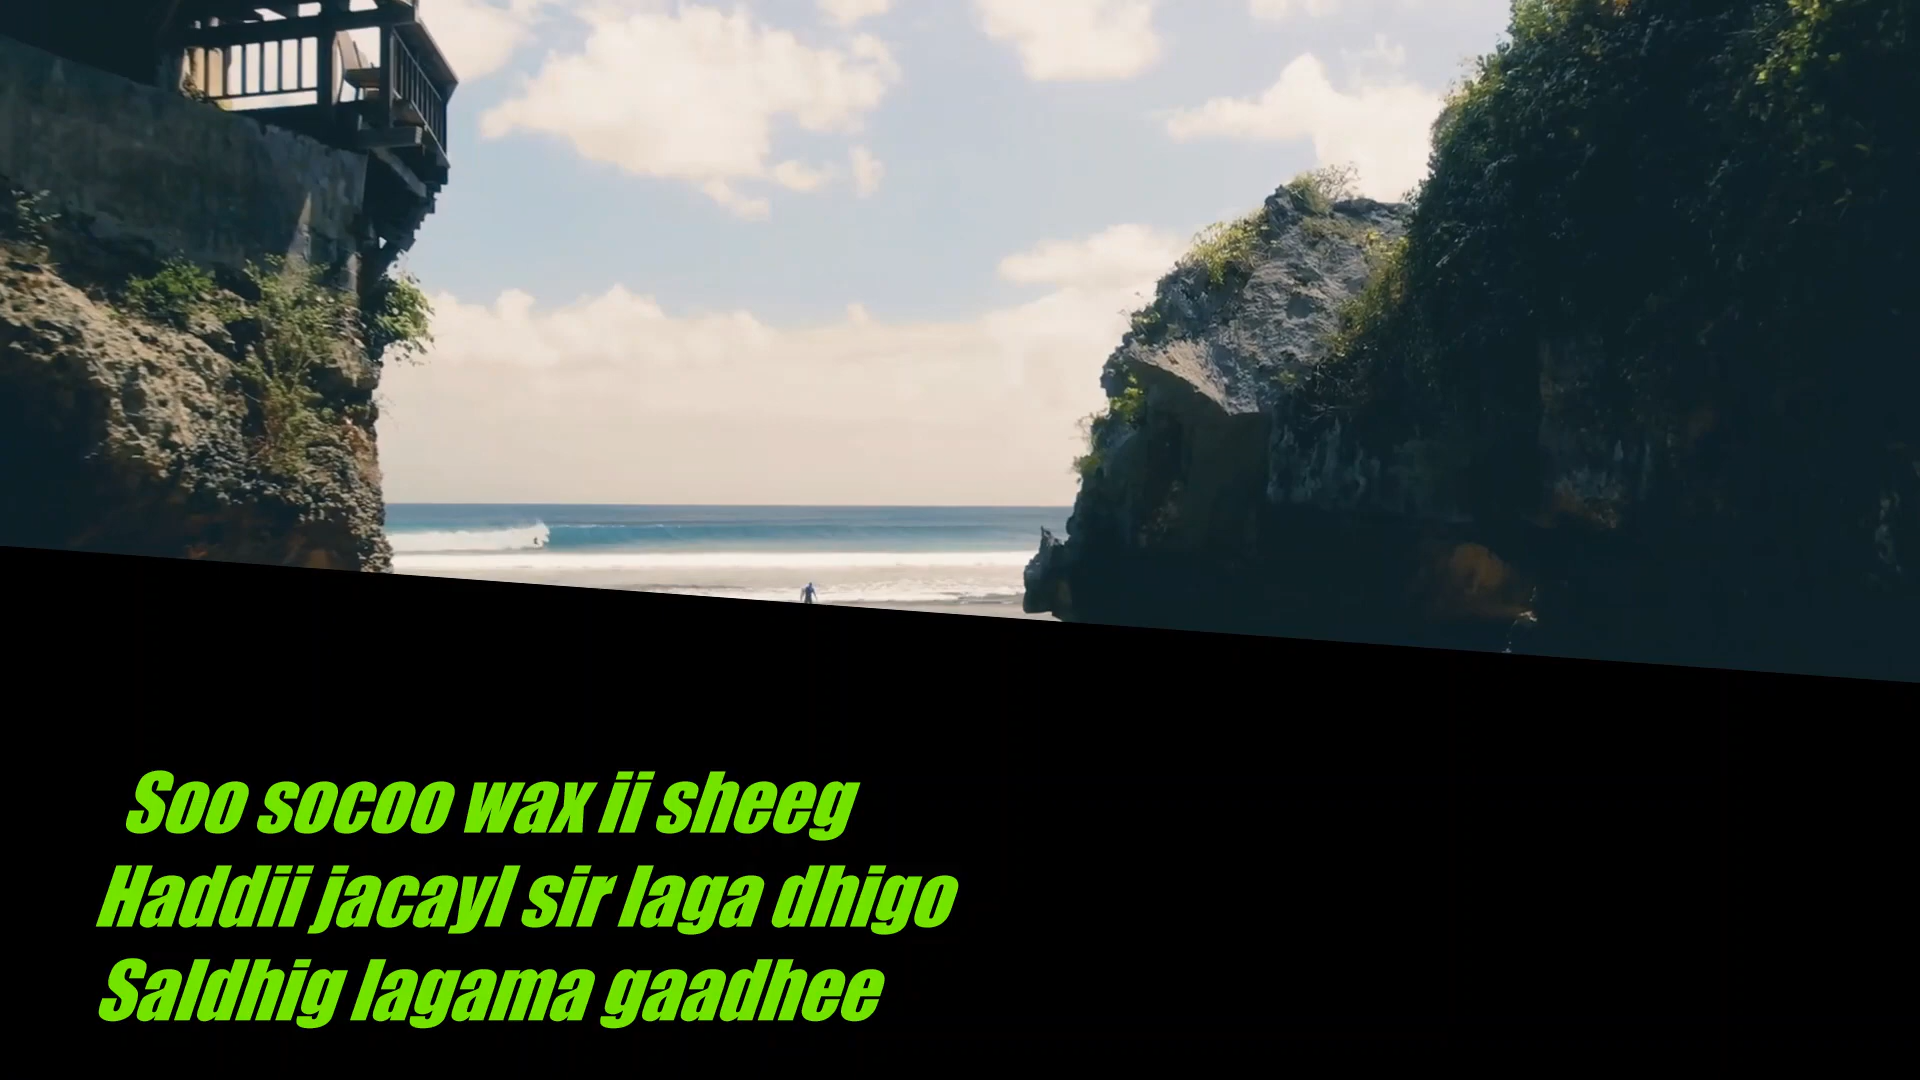 Soo socoo wax ii sheeg
Haddii jacayl sir laga dhigo
Saldhig lagama gaadhee